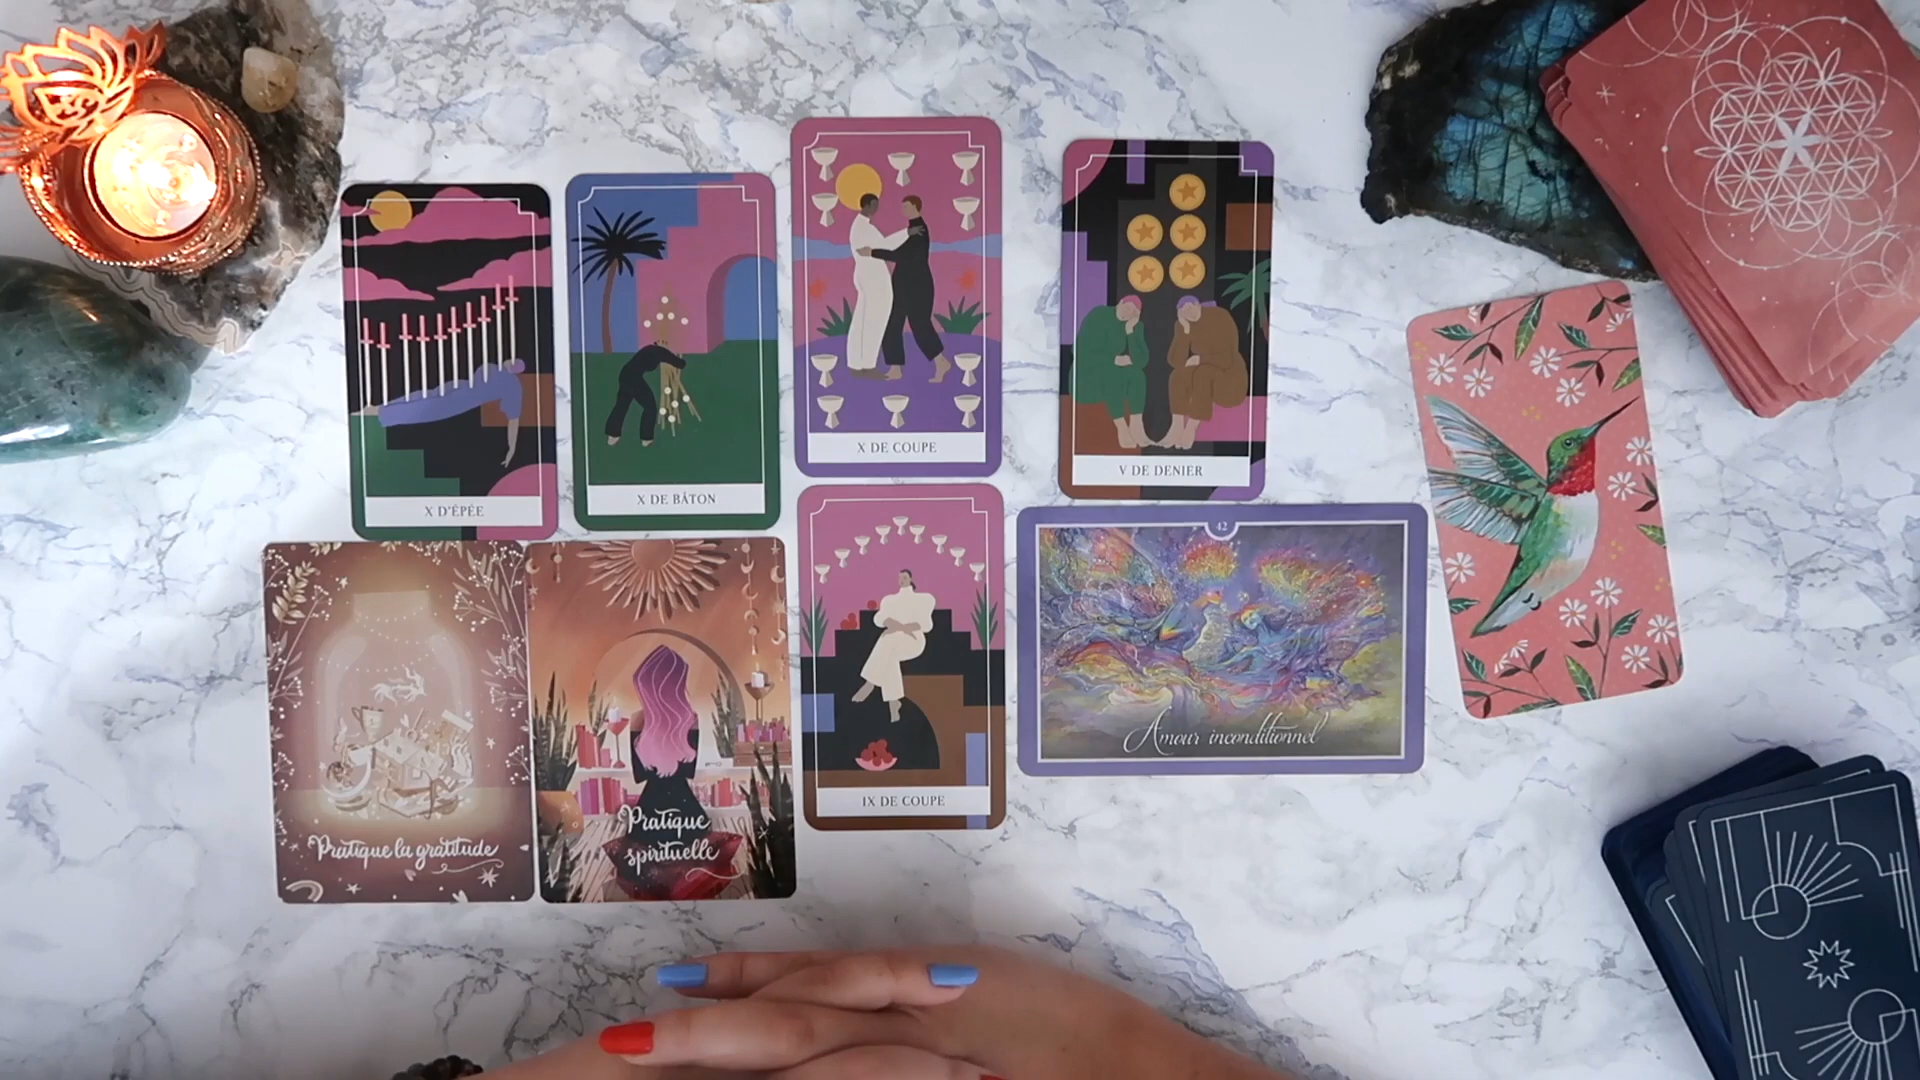 X D'ÉPÉE
X DE BÂTON
X DE COUPE
V DE DENIER
Pratique la gratitude
Pratique
spirituelle
IX DE COUPE
42
Amour inconditionnel